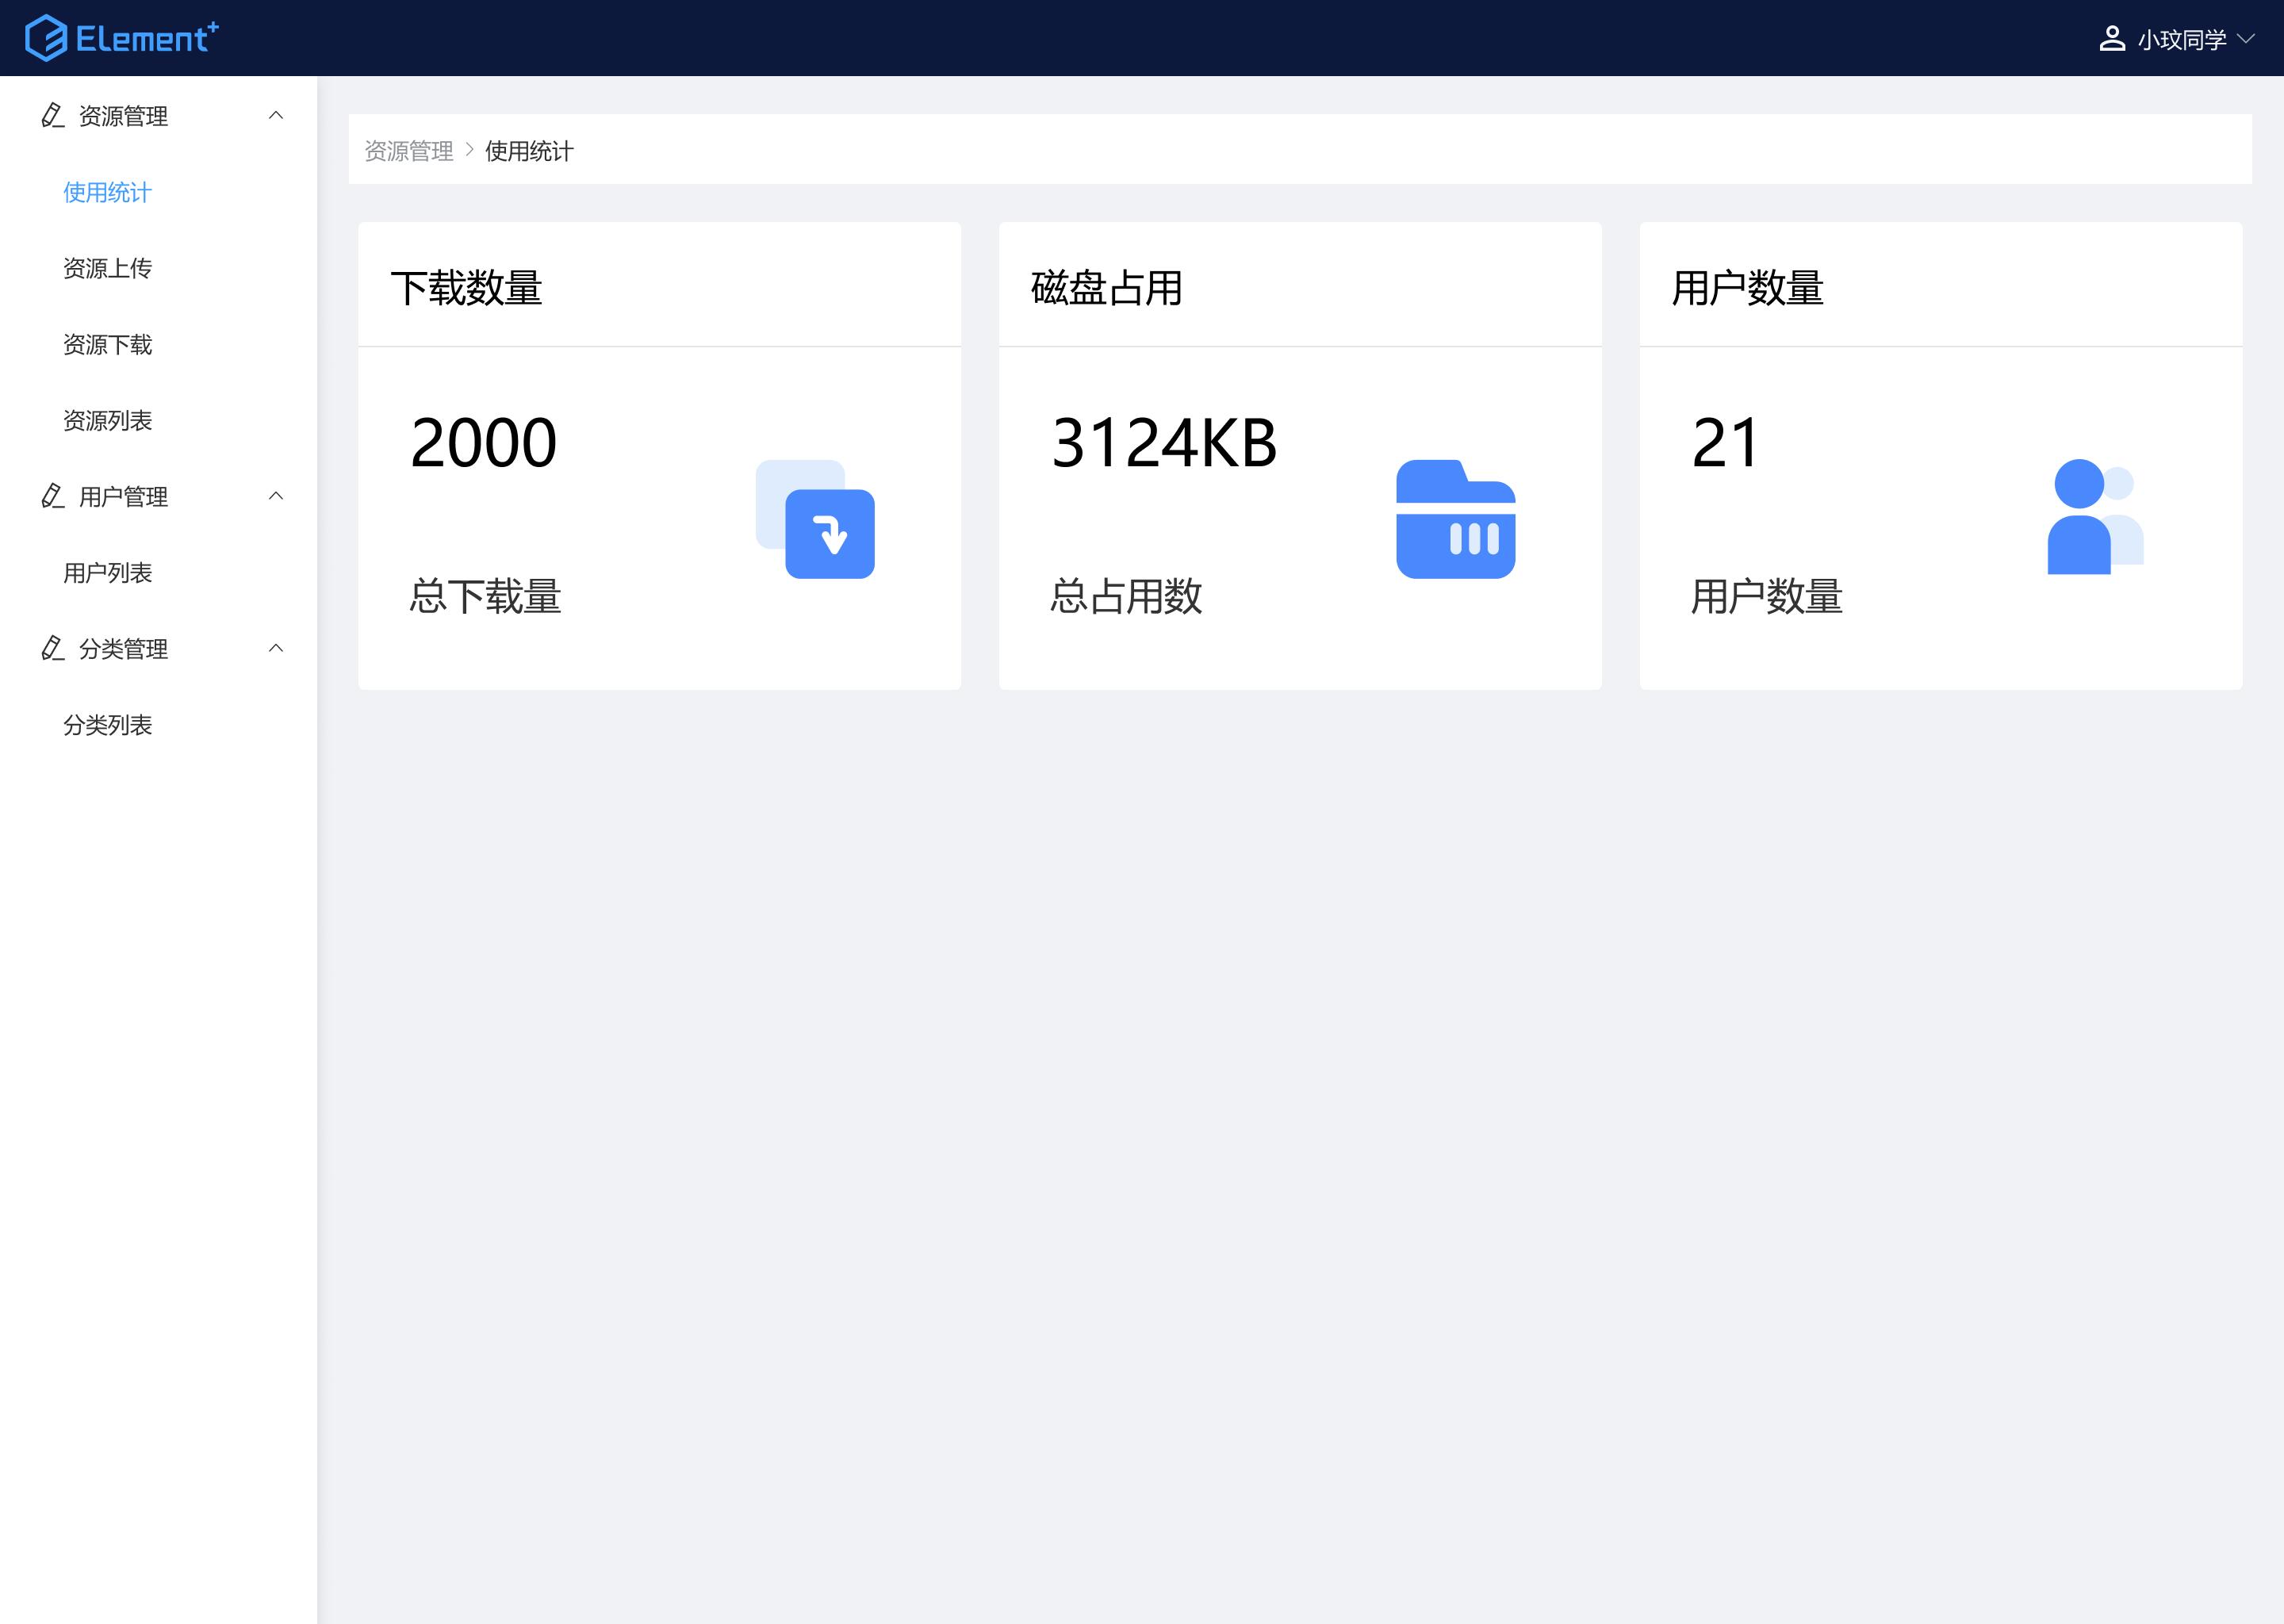 ELement+
小玟同学
资源管理
使用统计
资源上传
资源下载
资源列表
用户管理
用户列表
分类管理
分类列表
资源管理 > 使用统计
下载数量
2000
总下载量
磁盘占用
3124KB
总占用数
用户数量
21
用户数量